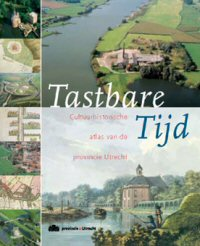 Tastbare
Cultuurhistorische
Tijd
atlas van de
provincie Utrecht
provincie Utrecht